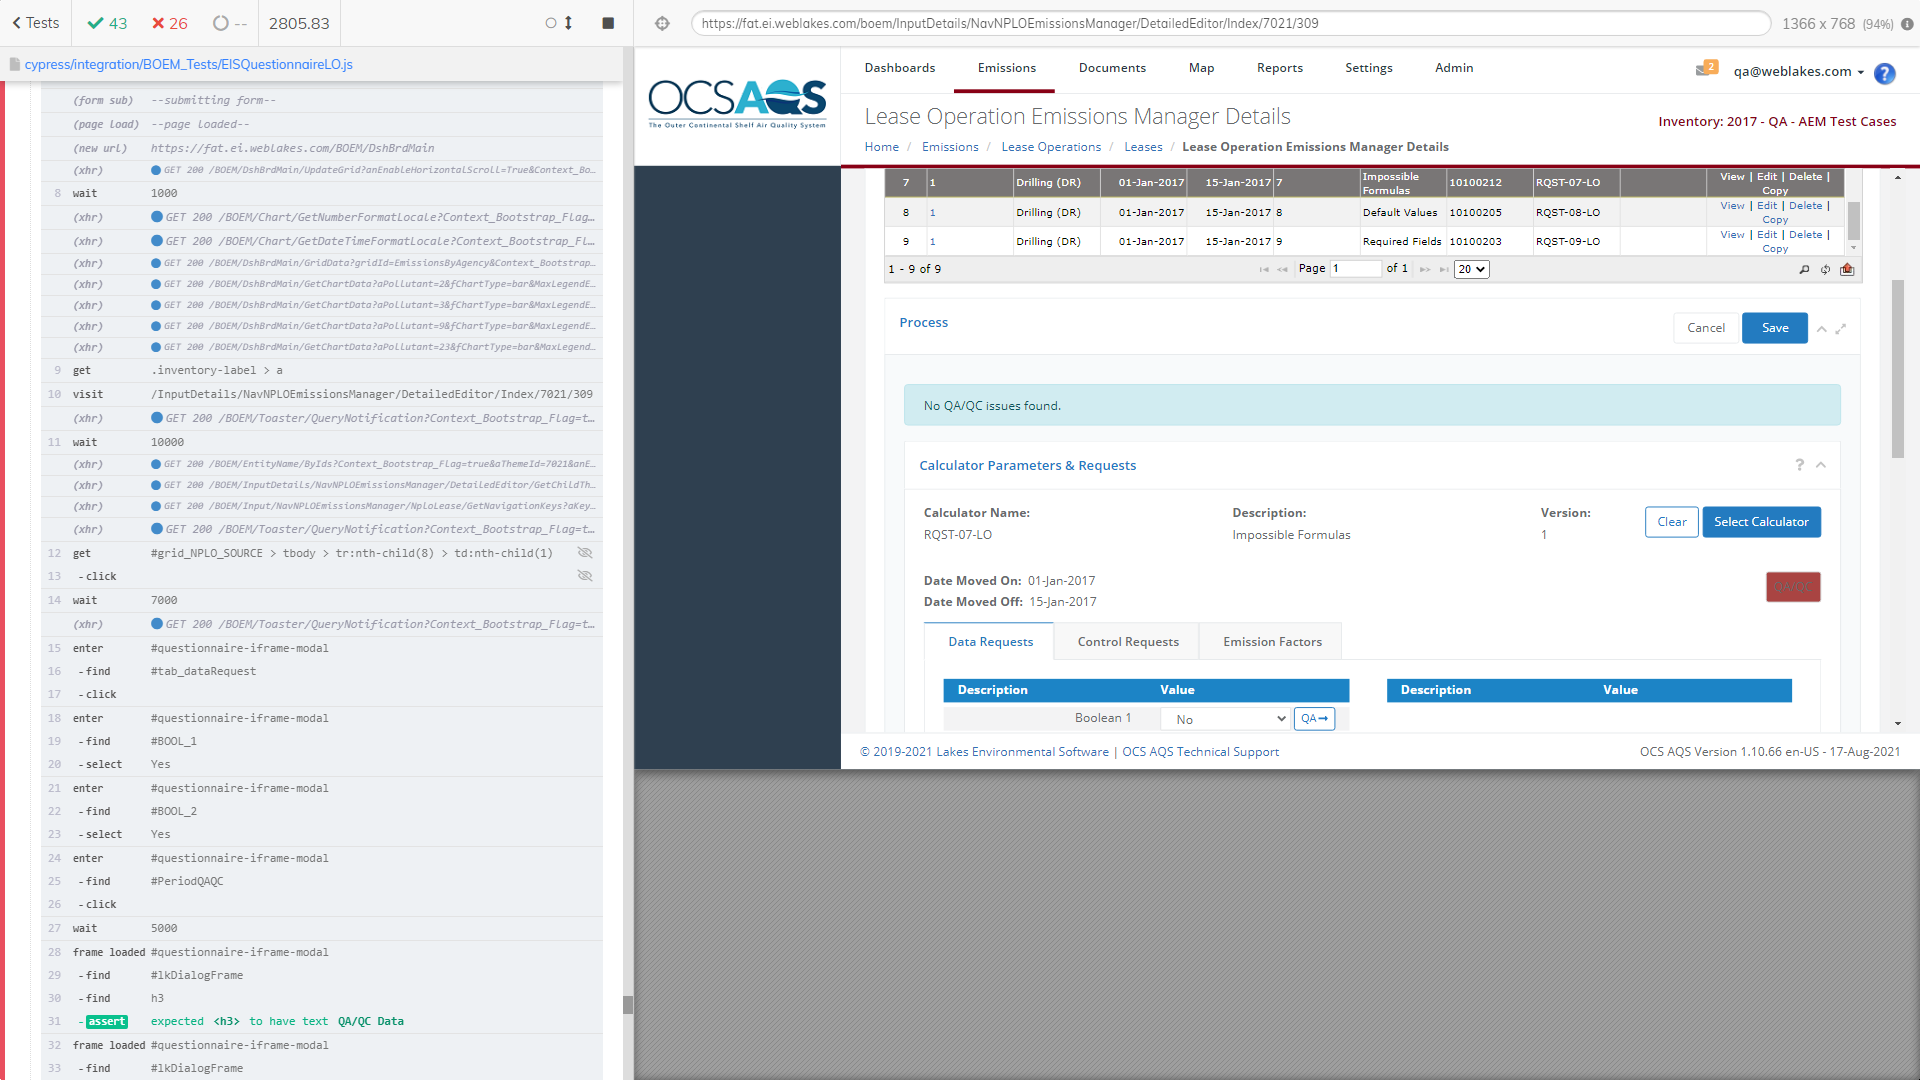 Tests
43
26
--
2805.83
cypress/integration/BOEM_Tests/EISQuestionnaireLO.js
(form sub) --submitting form--
(page load) --page loaded--
(new url) https://fat.ei.weblakes.com/BOEM/DshBrdMain
(xhr) GET 200 /BOEM/DshBrdMain/UpdateGrid?anEnableHorizontalScroll=True&Context_Bo...
8 wait 1000
(xhr) GET 200 /BOEM/Chart/GetNumberFormatLocale?Context_Bootstrap_Flag...
(xhr) GET 200 /BOEM/Chart/GetDateTimeFormatLocale?Context_Bootstrap_Fl...
(xhr) GET 200 /BOEM/DshBrdMain/GridData?gridId=EmissionsByAgency&Context_Bootstrap...
(xhr) GET 200 /BOEM/DshBrdMain/GetChartData?aPollutant=2&fChartType=bar&MaxLegendE...
(xhr) GET 200 /BOEM/DshBrdMain/GetChartData?aPollutant=3&fChartType=bar&MaxLegendE...
(xhr) GET 200 /BOEM/DshBrdMain/GetChartData?aPollutant=9&fChartType=bar&MaxLegendE...
(xhr) GET 200 /BOEM/DshBrdMain/GetChartData?aPollutant=23&fChartType=bar&MaxLegend...
9 get .inventory-label > a
10 visit /InputDetails/NavNPLOEmissionsManager/DetailedEditor/Index/7021/309
(xhr) GET 200 /BOEM/Toaster/QueryNotification?Context_Bootstrap_Flag=t...
11 wait 10000
(xhr) GET 200 /BOEM/EntityName/ByIds?Context_Bootstrap_Flag=true&aThemeId=7021&anE...
(xhr) GET 200 /BOEM/InputDetails/NavNPLOEmissionsManager/DetailedEditor/GetChildTh...
(xhr) GET 200 /BOEM/Input/NavNPLOEmissionsManager/NpLoLease/GetNavigationKeys?aKey...
(xhr) GET 200 /BOEM/Toaster/QueryNotification?Context_Bootstrap_Flag=t...
12 get #grid_NPLO_SOURCE > tbody > tr:nth-child(8) > td:nth-child(1)
13 -click
14 wait 7000
(xhr) GET 200 /BOEM/Toaster/QueryNotification?Context_Bootstrap_Flag=t...
15 enter #questionnaire-iframe-modal
16 -find #tab_dataRequest
17 -click
18 enter #questionnaire-iframe-modal
19 -find #BOOL_1
20 -select Yes
21 enter #questionnaire-iframe-modal
22 -find #BOOL_2
23 -select Yes
24 enter #questionnaire-iframe-modal
25 -find #PeriodQAQC
26 -click
27 wait 5000
28 frame loaded #questionnaire-iframe-modal
29 -find #lkDialogFrame
30 -find h3
31 -assert expected <h3> to have text QA/QC Data
32 frame loaded #questionnaire-iframe-modal
33 -find #lkDialogFrame
https://fat.ei.weblakes.com/boem/InputDetails/NavNPLOEmissionsManager/DetailedEditor/Index/7021/309
1366 x 768 (94%)
OCSAQS
The Outer Continental Shelf Air Quality System
Dashboards Emissions Documents Map Reports Settings Admin
2 qa@weblakes.com ?
Lease Operation Emissions Manager Details
Inventory: 2017 - QA - AEM Test Cases
Home / Emissions / Lease Operations / Leases / Lease Operation Emissions Manager Details
7 1 Drilling (DR) 01-Jan-2017 15-Jan-2017 7 Impossible Formulas 10100212 RQST-07-LO View | Edit | Delete | Copy
8 1 Drilling (DR) 01-Jan-2017 15-Jan-2017 8 Default Values 10100205 RQST-08-LO View | Edit | Delete | Copy
9 1 Drilling (DR) 01-Jan-2017 15-Jan-2017 9 Required Fields 10100203 RQST-09-LO View | Edit | Delete | Copy
1 - 9 of 9 Page 1 of 1 20
Process Cancel Save
No QA/QC issues found.
Calculator Parameters & Requests ?
Calculator Name: Description: Version:
RQST-07-LO Impossible Formulas 1
Clear Select Calculator
Date Moved On: 01-Jan-2017
Date Moved Off: 15-Jan-2017
QA/QC
Data Requests Control Requests Emission Factors
Description Value Description Value
Boolean 1 No QA
© 2019-2021 Lakes Environmental Software | OCS AQS Technical Support
OCS AQS Version 1.10.66 en-US - 17-Aug-2021